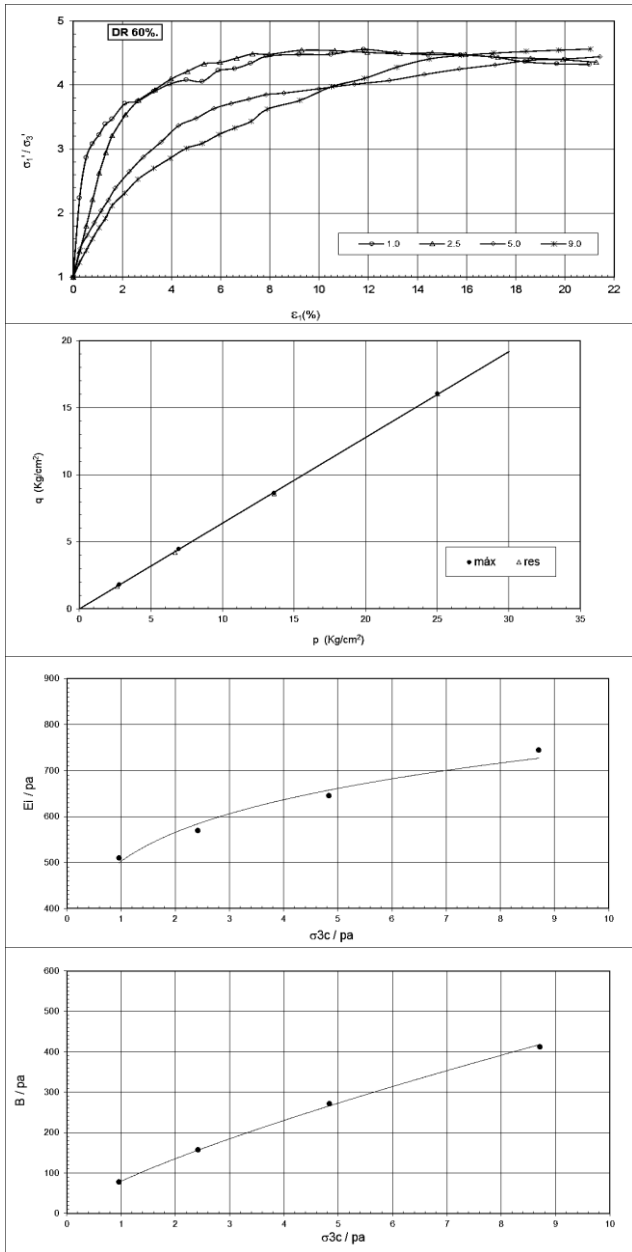 DR 60%.
5
4
3
2
1
σ₁' / σ₃'
1.0 2.5 5.0 9.0
0 2 4 6 8 10 12 14 16 18 20 22
ε₁(%)
20
15
10
5
0
q (Kg/cm²)
máx res
0 5 10 15 20 25 30 35
p (Kg/cm²)
900
800
700
600
500
400
Ei / pa
0 1 2 3 4 5 6 7 8 9 10
σ3c / pa
600
500
400
300
200
100
0
B / pa
0 1 2 3 4 5 6 7 8 9 10
σ3c / pa